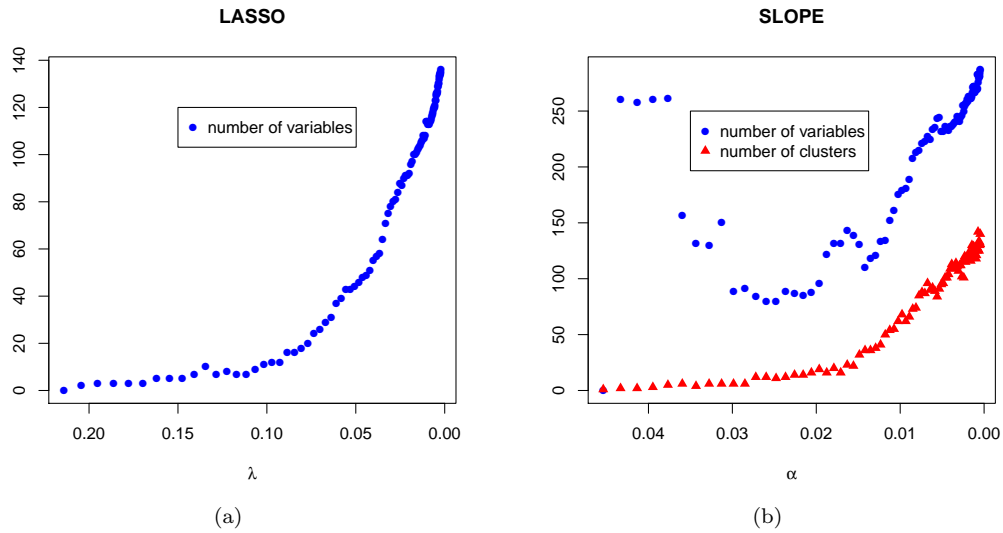 LASSO
140
120
100
80
60
40
20
0
number of variables
0.20 0.15 0.10 0.05 0.00
λ
(a)
SLOPE
250
200
150
100
50
0
number of variables
number of clusters
0.04 0.03 0.02 0.01 0.00
α
(b)